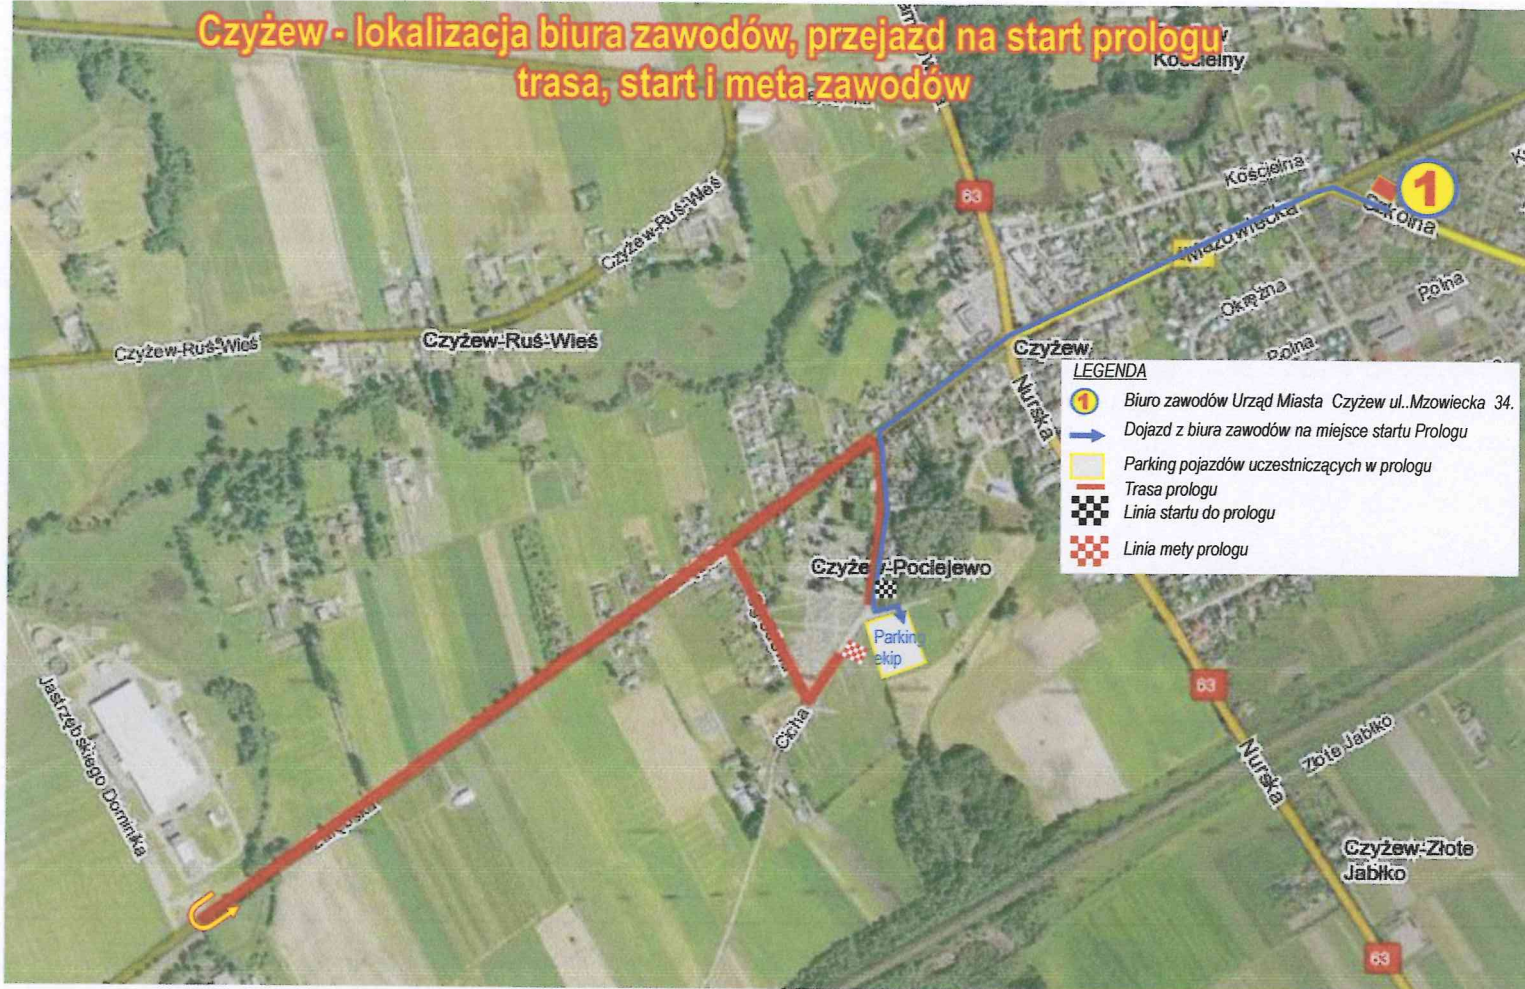 Czyżew - lokalizacja biura zawodów, przejazd na start prologu
trasa, start i meta zawodów
Kościelny
Kościelna
63
1
Szkolna
Mazowiecka
Czyżew-Ruś-Wieś
Okrężna
Polna
Czyżew-Ruś-Wieś
Czyżew-Ruś-Wieś
Czyżew
Polna
Nurska
LEGENDA
1 Biuro zawodów Urząd Miasta Czyżew ul..Mzowiecka 34.
Dojazd z biura zawodów na miejsce startu Prologu
Parking pojazdów uczestniczących w prologu
Trasa prologu
Linia startu do prologu
Linia mety prologu
Czyżew-Pociejewo
Parking
ekip
63
Cicha
Jastrzębskiego Dominika
Nurska
Złote Jabłko
Czyżew-Złote
Jabłko
63